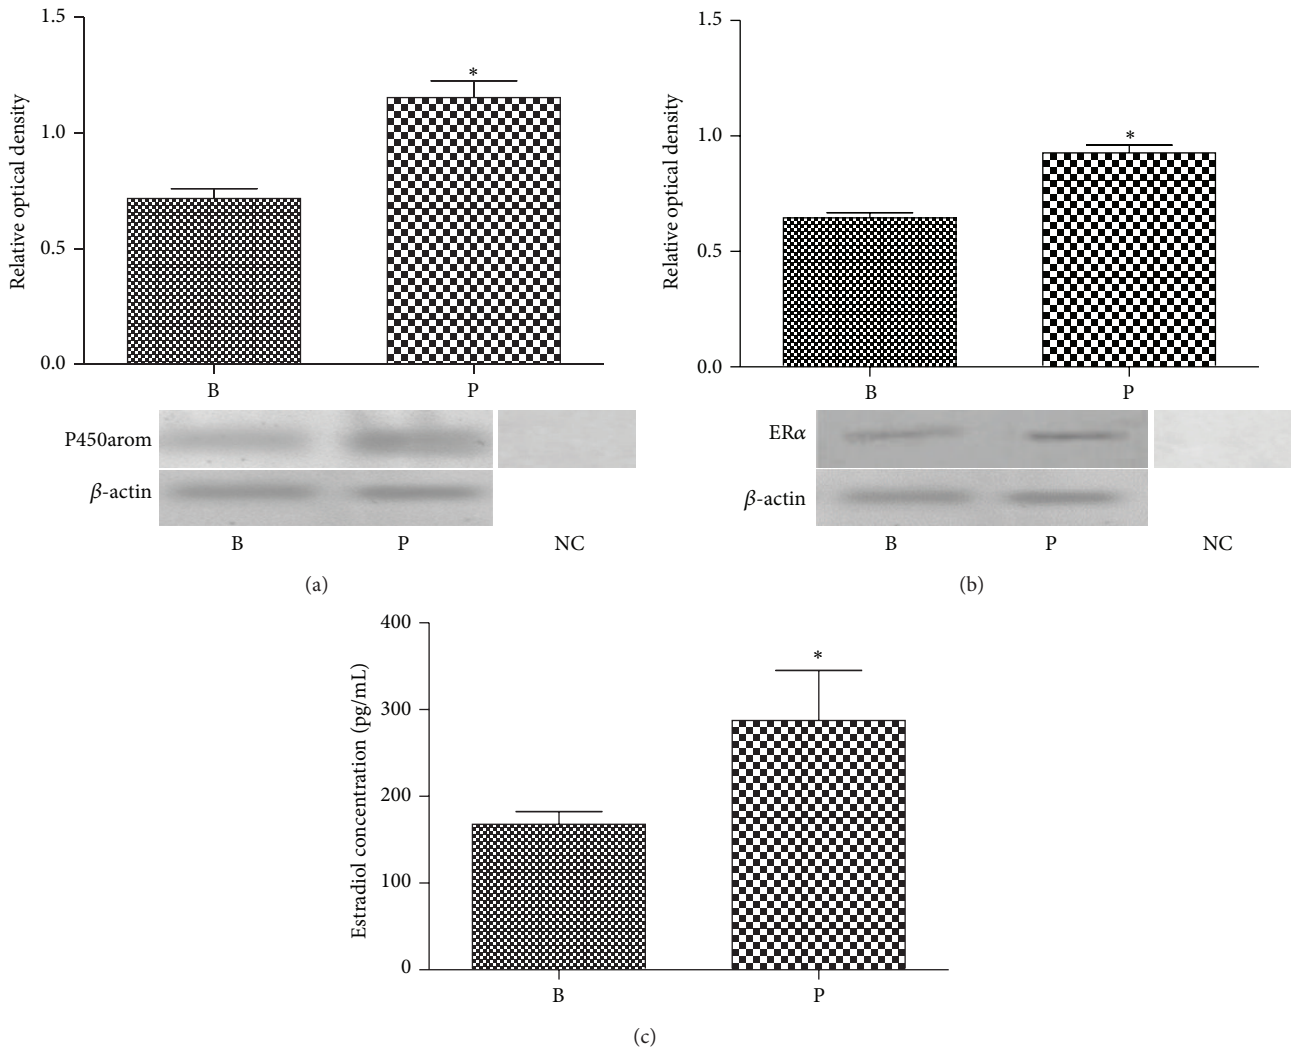 1.5
1.0
0.5
0.0
Relative optical density
*
B
P
P450arom
β-actin
B
P
NC
(a)
1.5
1.0
0.5
0.0
Relative optical density
*
B
P
ERα
β-actin
B
P
NC
(b)
400
300
200
100
0
Estradiol concentration (pg/mL)
*
B
P
(c)